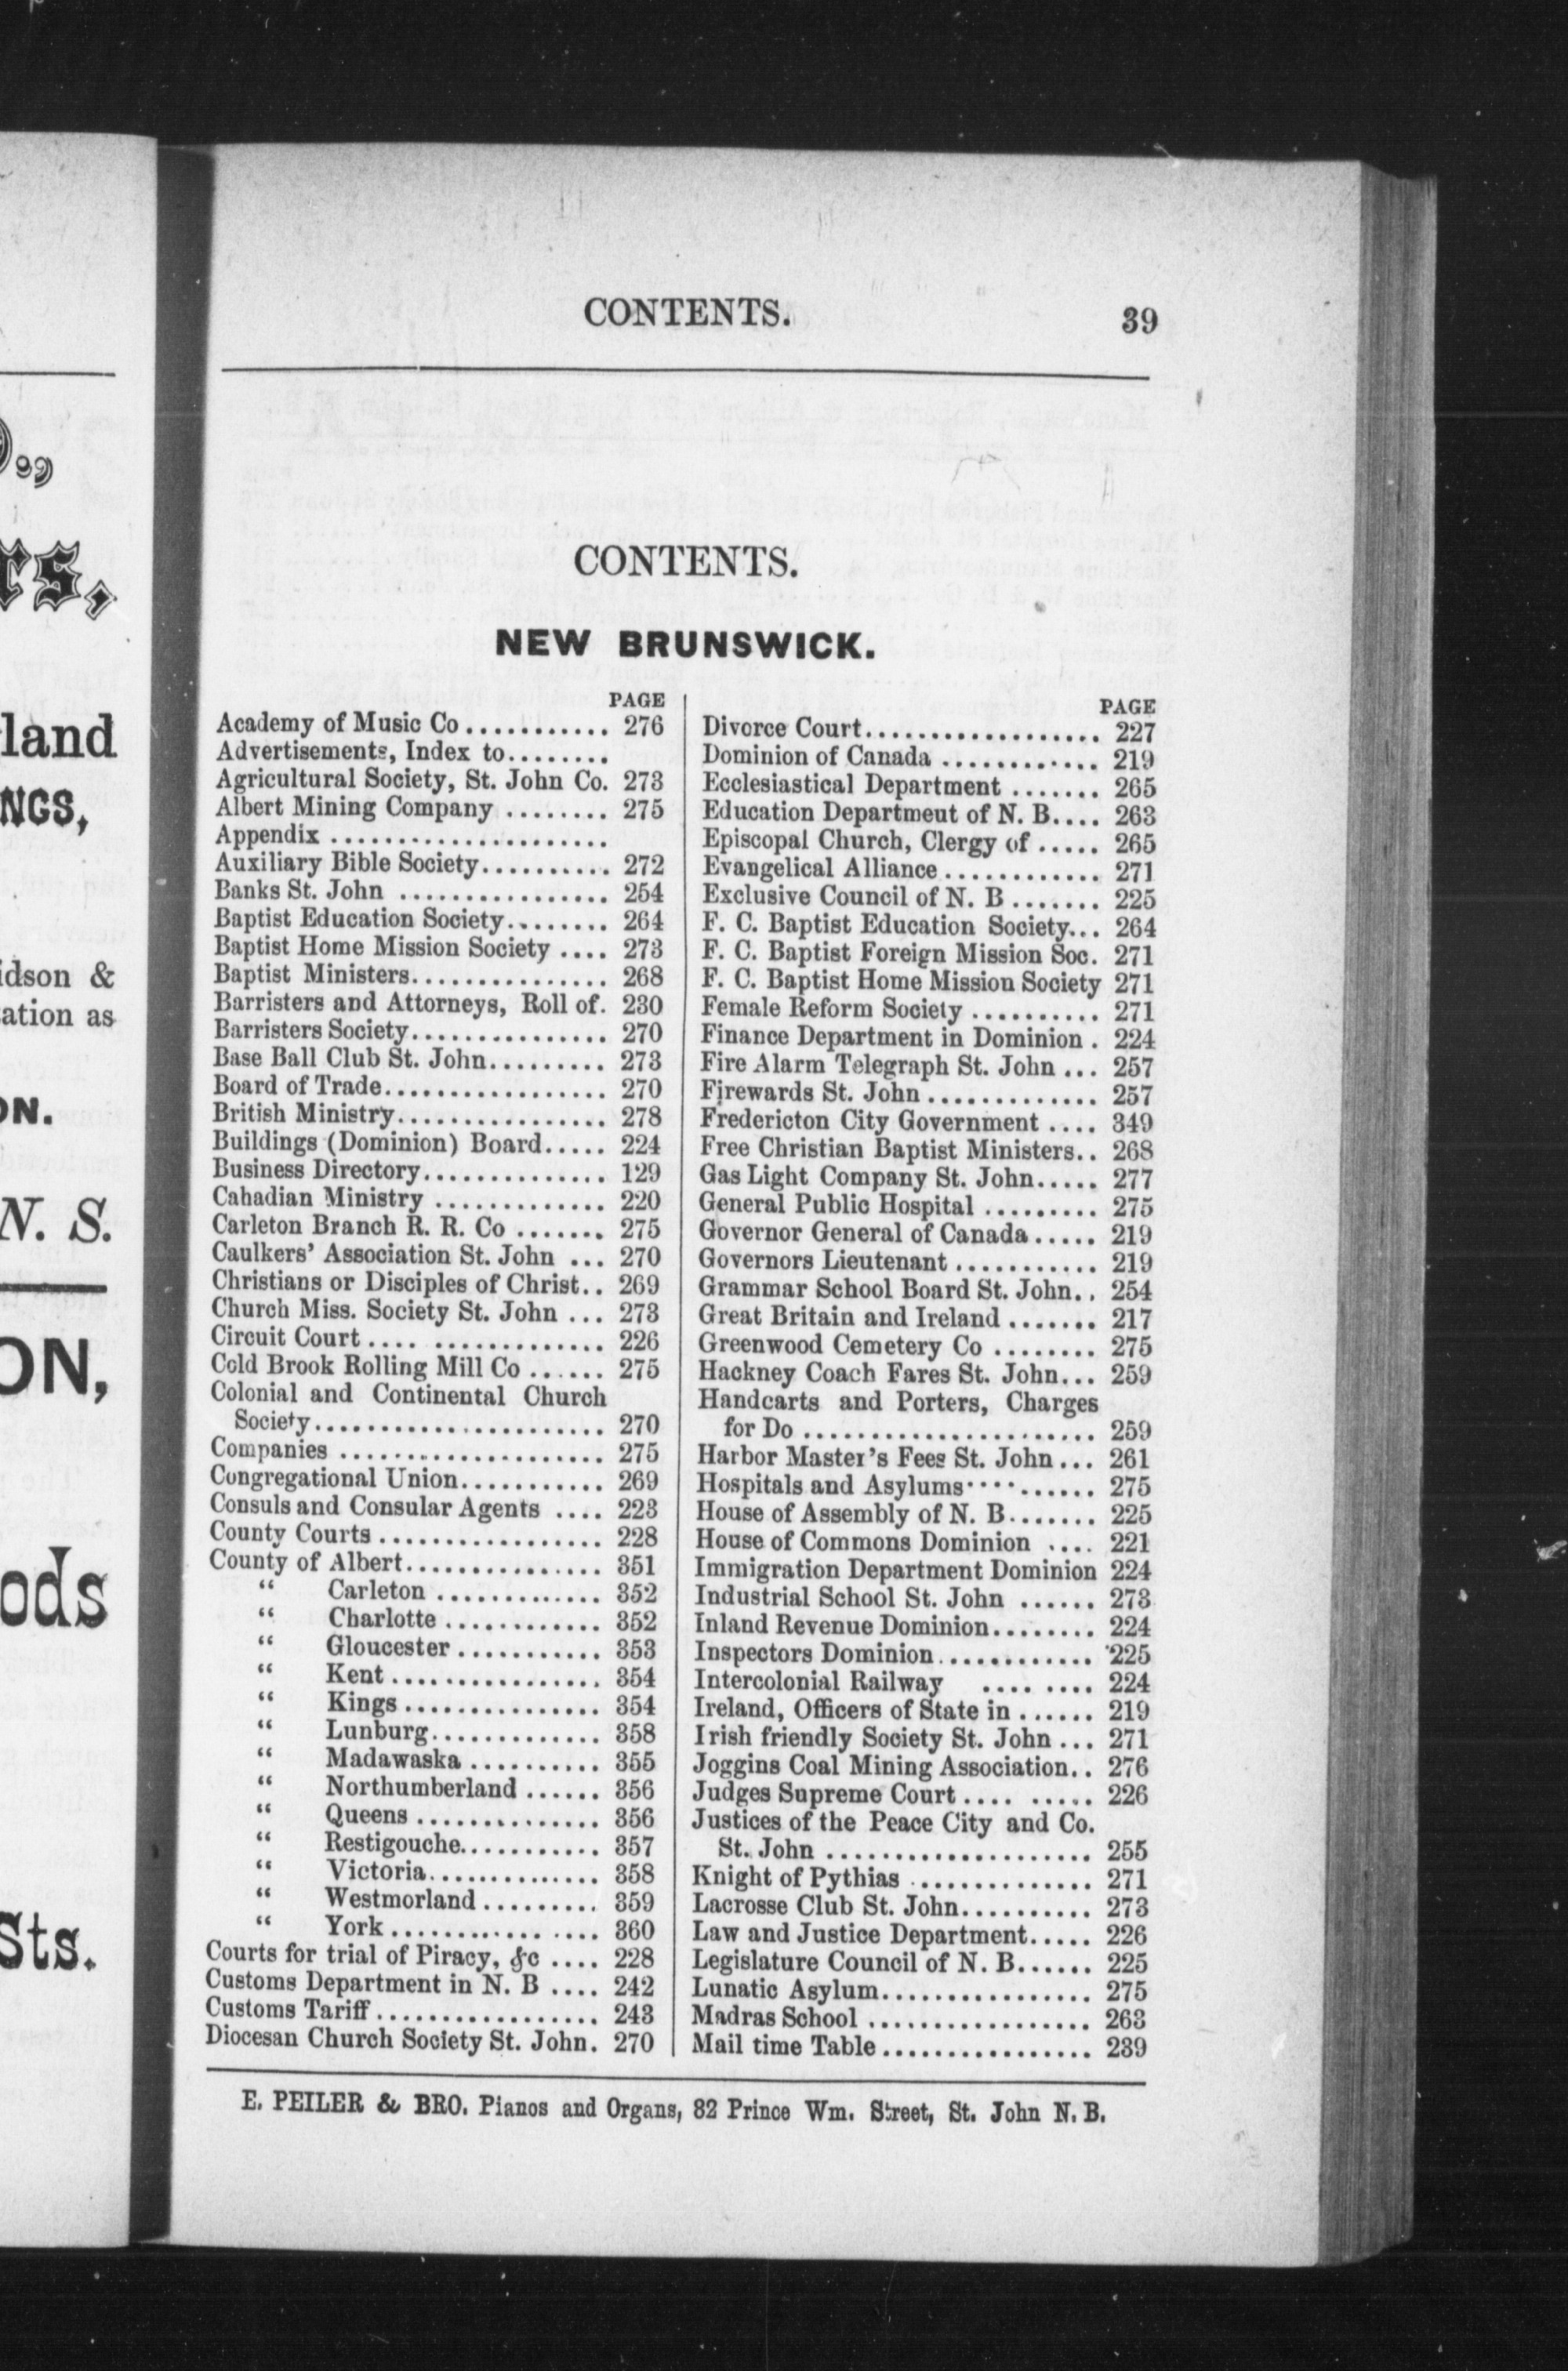 CONTENTS. 39
CONTENTS.
NEW BRUNSWICK.
PAGE
Academy of Music Co ........... 276
Advertisements, Index to........
Agricultural Society, St. John Co. 273
Albert Mining Company ........ 275
Appendix .....................
Auxiliary Bible Society.......... 272
Banks St. John ................ 254
Baptist Education Society........ 264
Baptist Home Mission Society .... 273
Baptist Ministers............... 268
Barristers and Attorneys, Roll of. 230
Barristers Society............... 270
Base Ball Club St. John......... 273
Board of Trade................. 270
British Ministry................ 278
Buildings (Dominion) Board..... 224
Business Directory.............. 129
Cahadian Ministry ............. 220
Carleton Branch R. R. Co ....... 275
Caulkers' Association St. John ... 270
Christians or Disciples of Christ.. 269
Church Miss. Society St. John ... 273
Circuit Court .... ............. 226
Cold Brook Rolling Mill Co ...... 275
Colonial and Continental Church
Society...................... 270
Companies .................... 275
Congregational Union........... 269
Consuls and Consular Agents .... 223
County Courts ................. 228
County of Albert............... 351
“ Carleton ............. 352
“ Charlotte ............ 352
“ Gloucester ........... 353
“ Kent ................ 354
“ Kings ............... 354
“ Lunburg............. 358
“ Madawaska .......... 355
“ Northumberland ...... 356
“ Queens .............. 356
“ Restigouche........... 357
“ Victoria.............. 358
“ Westmorland ......... 359
“ York ............ .... 360
Courts for trial of Piracy, &c .... 228
Customs Department in N. B .... 242
Customs Tariff ................. 243
Diocesan Church Society St. John. 270
PAGE
Divorce Court.................. 227
Dominion of Canada ............ 219
Ecclesiastical Department ....... 265
Education Department of N. B.... 263
Episcopal Church, Clergy of ..... 265
Evangelical Alliance ............ 271
Exclusive Council of N. B ....... 225
F. C. Baptist Education Society... 264
F. C. Baptist Foreign Mission Soc. 271
F. C. Baptist Home Mission Society 271
Female Reform Society .......... 271
Finance Department in Dominion . 224
Fire Alarm Telegraph St. John ... 257
Firewards St. John ............. 257
Fredericton City Government .... 349
Free Christian Baptist Ministers.. 268
Gas Light Company St. John..... 277
General Public Hospital ......... 275
Governor General of Canada ..... 219
Governors Lieutenant ........... 219
Grammar School Board St. John.. 254
Great Britain and Ireland ....... 217
Greenwood Cemetery Co ........ 275
Hackney Coach Fares St. John... 259
Handcarts and Porters, Charges
for Do ...................... 259
Harbor Master's Fees St. John ... 261
Hospitals and Asylums.......... 275
House of Assembly of N. B....... 225
House of Commons Dominion .... 221
Immigration Department Dominion 224
Industrial School St. John ...... 273
Inland Revenue Dominion........ 224
Inspectors Dominion............ 225
Intercolonial Railway .... .... 224
Ireland, Officers of State in ...... 219
Irish friendly Society St. John ... 271
Joggins Coal Mining Association.. 276
Judges Supreme Court .... ..... 226
Justices of the Peace City and Co.
St. John .................... 255
Knight of Pythias .............. 271
Lacrosse Club St. John.......... 273
Law and Justice Department..... 226
Legislature Council of N. B...... 225
Lunatic Asylum................ 275
Madras School ................. 263
Mail time Table ................ 239
E. PEILER & BRO. Pianos and Organs, 82 Prince Wm. Street, St. John N. B.
land
idson &
as
N. S.
Sts.